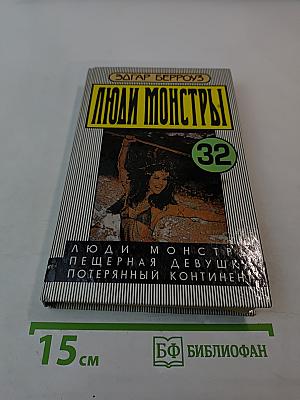 ЭДГАР БЕРРОУЗ
ЛЮДИ МОНСТРЫ
32
ЛЮДИ МОНСТР
ПЕЩЕРНАЯ ДЕВУШК
ПОТЕРЯННЫЙ КОНТИНЕН
15 см
БФ БИБЛИОФАН